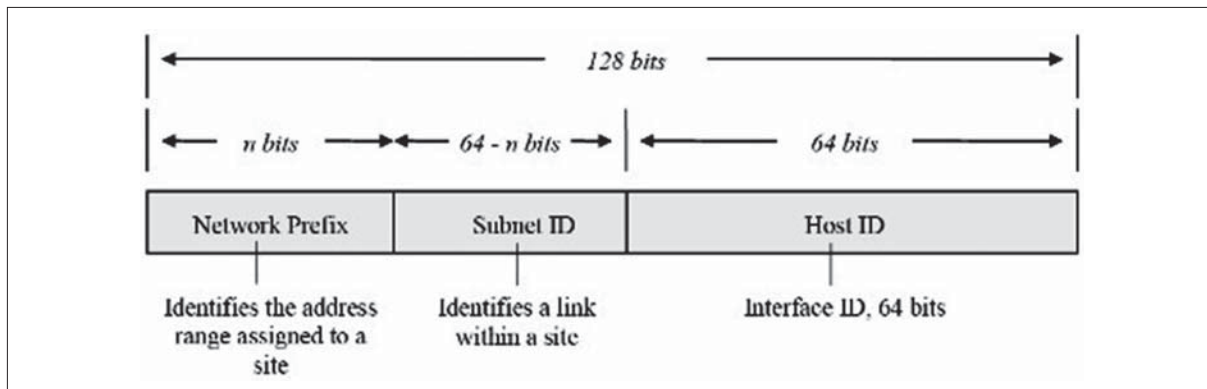 128 bits
n bits
64 - n bits
64 bits
Network Prefix
Subnet ID
Host ID
Identifies the address
range assigned to a
site
Identifies a link
within a site
Interface ID, 64 bits